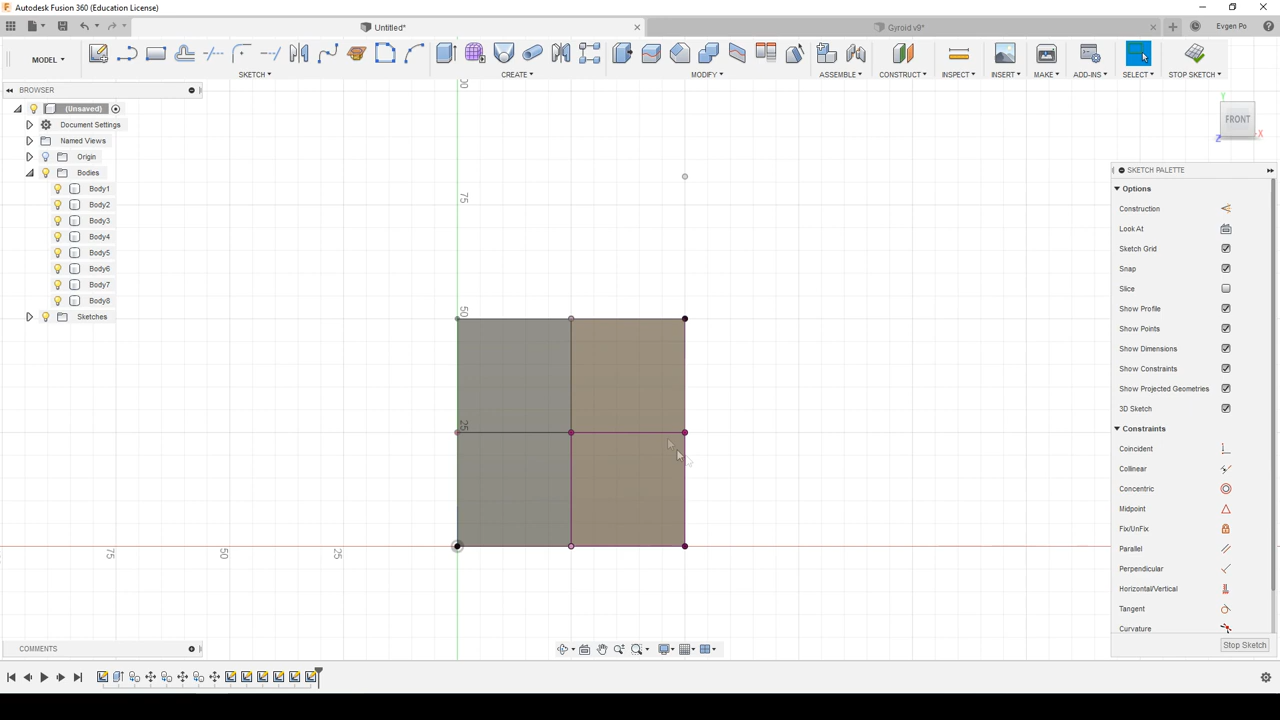 Autodesk Fusion 360 (Education License)
Untitled*
Gyroid v9*
Evgen Po
MODEL
SKETCH
CREATE
MODIFY
ASSEMBLE
CONSTRUCT
INSPECT
INSERT
MAKE
ADD-INS
SELECT
STOP SKETCH
BROWSER
(Unsaved)
Document Settings
Named Views
Origin
Bodies
Body1
Body2
Body3
Body4
Body5
Body6
Body7
Body8
Sketches
75
50
25
75
50
25
Y
FRONT
X
Z
SKETCH PALETTE
Options
Construction
Look At
Sketch Grid
Snap
Slice
Show Profile
Show Points
Show Dimensions
Show Constraints
Show Projected Geometries
3D Sketch
Constraints
Coincident
Collinear
Concentric
Midpoint
Fix/UnFix
Parallel
Perpendicular
Horizontal/Vertical
Tangent
Curvature
Stop Sketch
COMMENTS